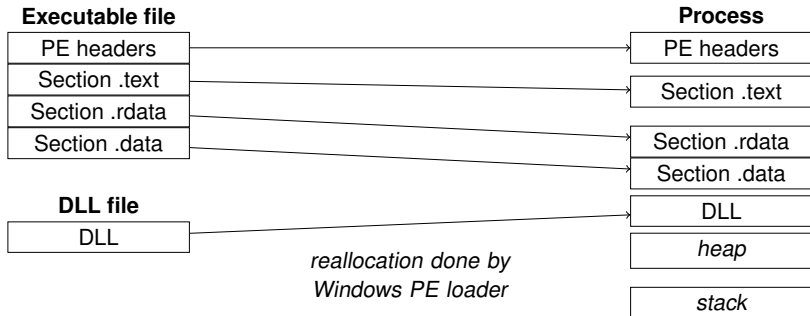 Executable file
PE headers
Section .text
Section .rdata
Section .data
DLL file
DLL
reallocation done by
Windows PE loader
Process
PE headers
Section .text
Section .rdata
Section .data
DLL
heap
stack